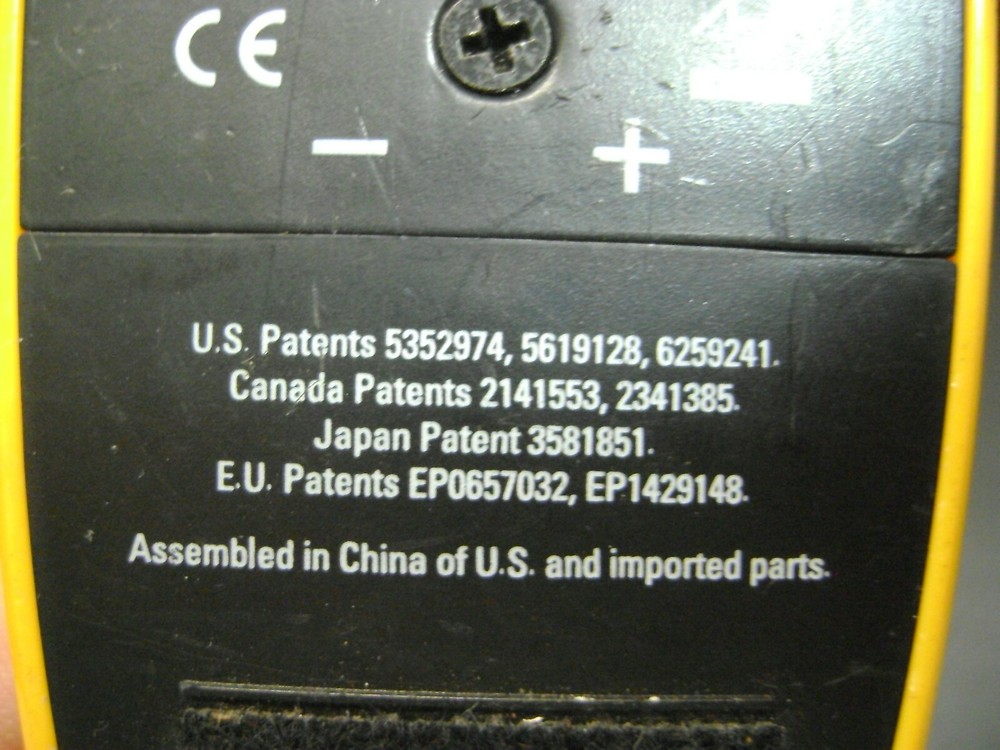 CE
− +
U.S. Patents 5352974, 5619128, 6259241.
Canada Patents 2141553, 2341385.
Japan Patent 3581851.
E.U. Patents EP0657032, EP1429148.
Assembled in China of U.S. and imported parts.